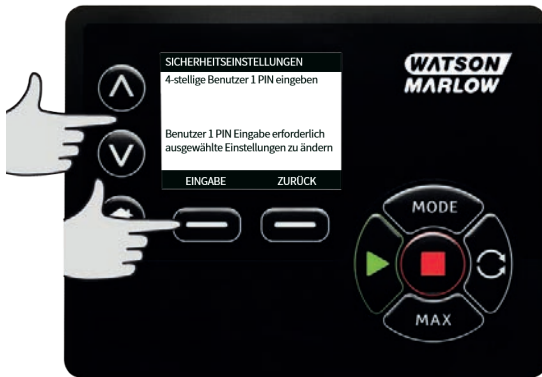 SICHERHEITSEINSTELLUNGEN
4-stellige Benutzer 1 PIN eingeben
Benutzer 1 PIN Eingabe erforderlich
ausgewählte Einstellungen zu ändern
EINGABE ZURÜCK
WATSON
MARLOW
MODE
MAX